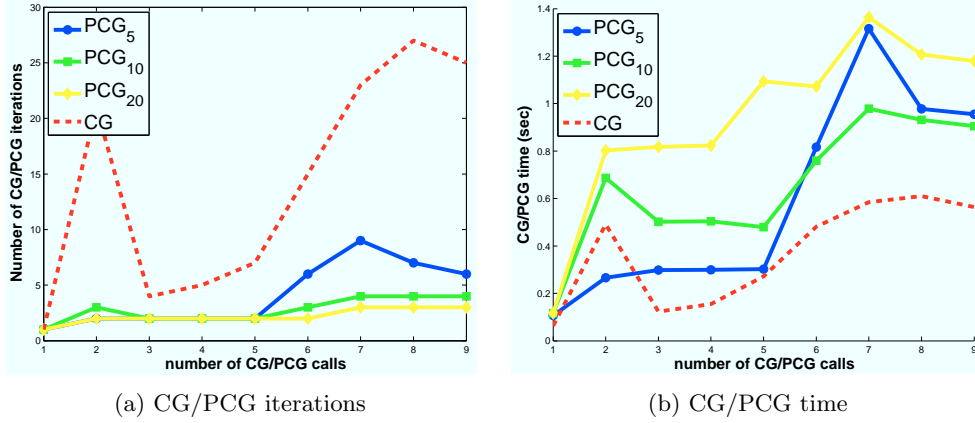 30
25
20
15
10
5
0
Number of CG/PCG iterations
PCG5
PCG10
PCG20
CG
1 2 3 4 5 6 7 8 9
number of CG/PCG calls
(a) CG/PCG iterations
1.4
1.2
1
0.8
0.6
0.4
0.2
0
CG/PCG time (sec)
PCG5
PCG10
PCG20
CG
1 2 3 4 5 6 7 8 9
number of CG/PCG calls
(b) CG/PCG time